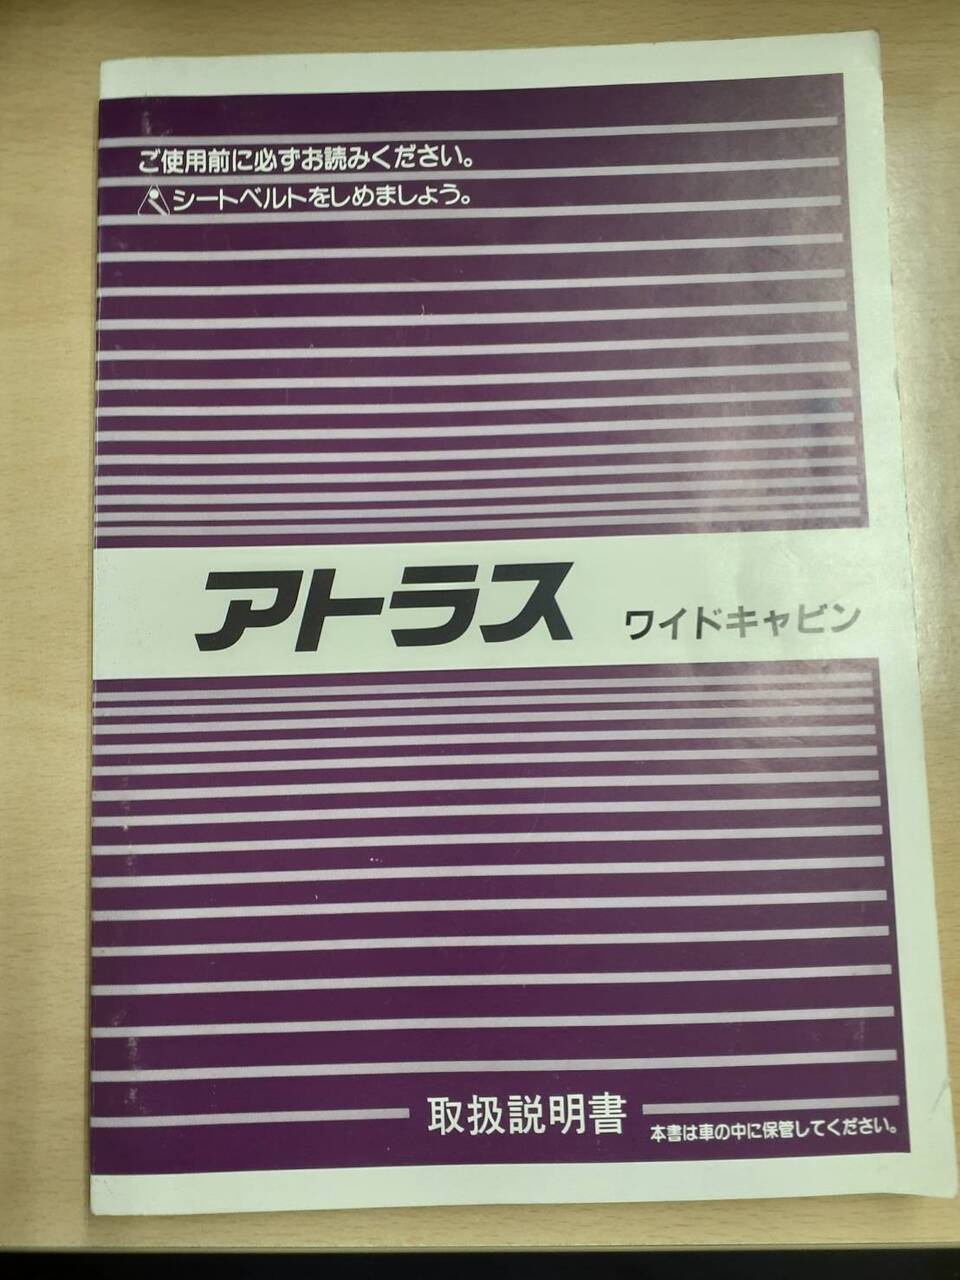 ご使用前に必ずお読みください。
シートベルトをしめましょう。
アトラス ワイドキャビン
取扱説明書
本書は車の中に保管してください。